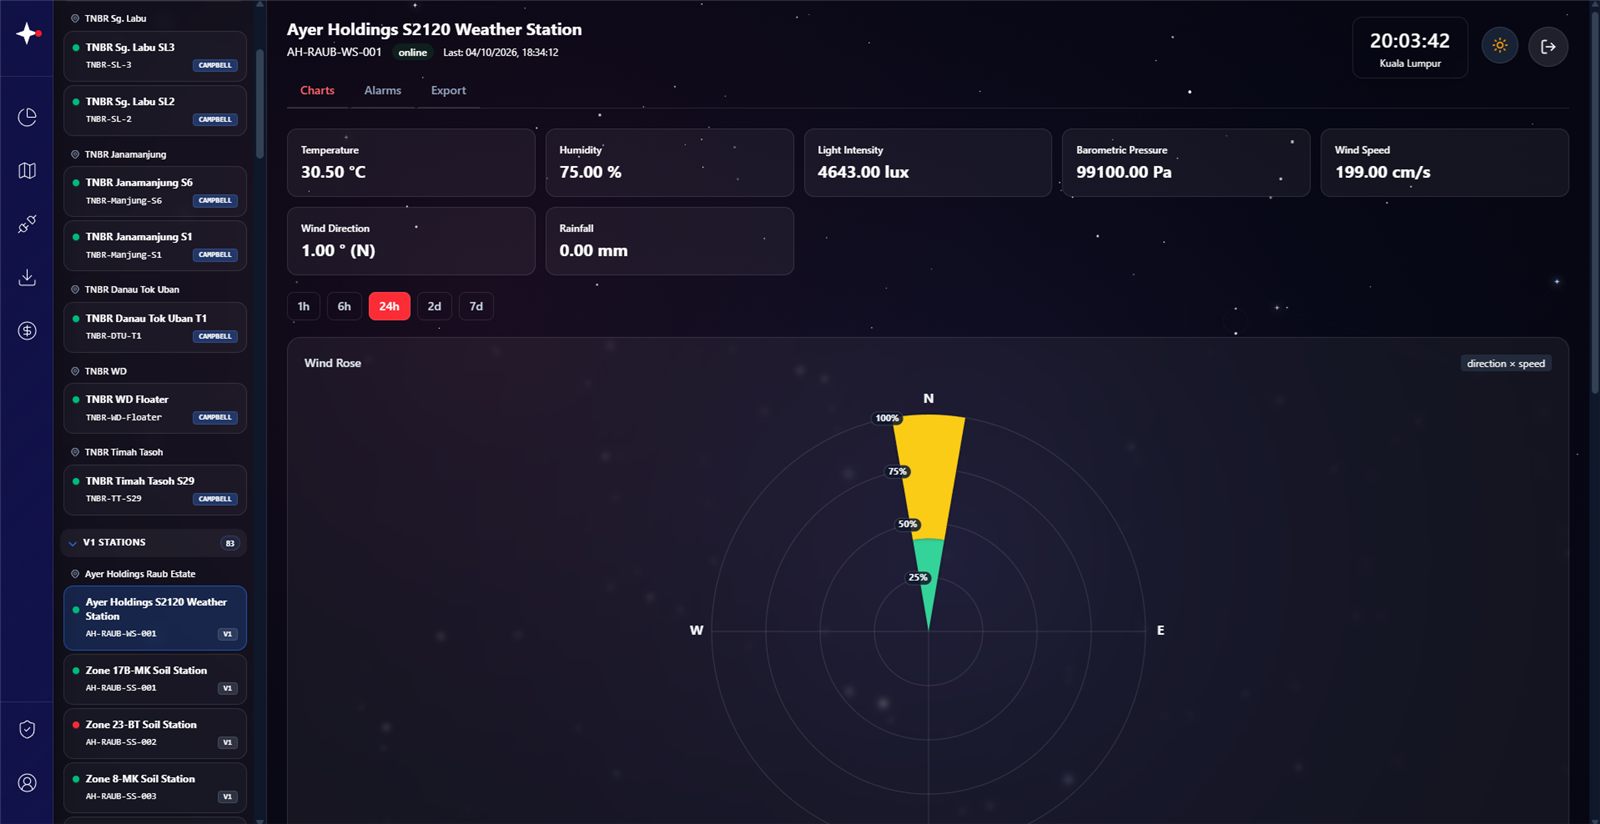 TNBR Sg. Labu
TNBR Sg. Labu SL3
TNBR-SL-3
CAMPBELL
TNBR Sg. Labu SL2
TNBR-SL-2
CAMPBELL
TNBR Janamanjung
TNBR Janamanjung S6
TNBR-Manjung-S6
CAMPBELL
TNBR Janamanjung S1
TNBR-Manjung-S1
CAMPBELL
TNBR Danau Tok Uban
TNBR Danau Tok Uban T1
TNBR-DTU-T1
CAMPBELL
TNBR WD
TNBR WD Floater
TNBR-WD-Floater
CAMPBELL
TNBR Timah Tasoh
TNBR Timah Tasoh S29
TNBR-TT-S29
CAMPBELL
V1 STATIONS
83
Ayer Holdings Raub Estate
Ayer Holdings S2120 Weather
Station
AH-RAUB-WS-001
V1
Zone 17B-MK Soil Station
AH-RAUB-SS-001
V1
Zone 23-BT Soil Station
AH-RAUB-SS-002
V1
Zone 8-MK Soil Station
AH-RAUB-SS-003
V1
Ayer Holdings S2120 Weather Station
AH-RAUB-WS-001 online Last: 04/10/2026, 18:34:12
20:03:42
Kuala Lumpur
Charts Alarms Export
Temperature
30.50 °C
Humidity
75.00 %
Light Intensity
4643.00 lux
Barometric Pressure
99100.00 Pa
Wind Speed
199.00 cm/s
Wind Direction
1.00 ° (N)
Rainfall
0.00 mm
1h 6h 24h 2d 7d
Wind Rose
direction × speed
N
100%
75%
50%
25%
W
E